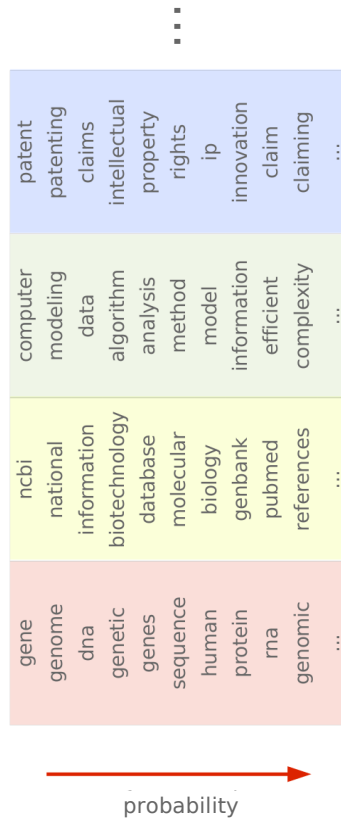 gene
genome
dna
genetic
genes
sequence
human
protein
rna
genomic
...
ncbi
national
information
biotechnology
database
molecular
biology
genbank
pubmed
references
...
computer
modeling
data
algorithm
analysis
method
model
information
efficient
complexity
...
patent
patenting
claims
intellectual
property
rights
ip
innovation
claim
claiming
...
...
probability